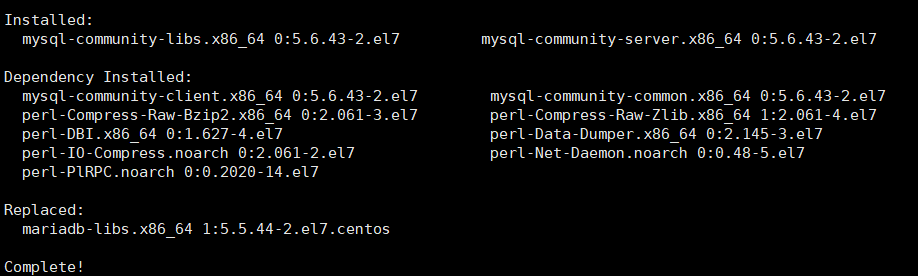 Installed:
mysql-community-libs.x86_64 0:5.6.43-2.el7 mysql-community-server.x86_64 0:5.6.43-2.el7
Dependency Installed:
mysql-community-client.x86_64 0:5.6.43-2.el7 mysql-community-common.x86_64 0:5.6.43-2.el7
perl-Compress-Raw-Bzip2.x86_64 0:2.061-3.el7 perl-Compress-Raw-Zlib.x86_64 1:2.061-4.el7
perl-DBI.x86_64 0:1.627-4.el7 perl-Data-Dumper.x86_64 0:2.145-3.el7
perl-IO-Compress.noarch 0:2.061-2.el7 perl-Net-Daemon.noarch 0:0.48-5.el7
perl-PlRPC.noarch 0:0.2020-14.el7
Replaced:
mariadb-libs.x86_64 1:5.5.44-2.el7.centos
Complete!